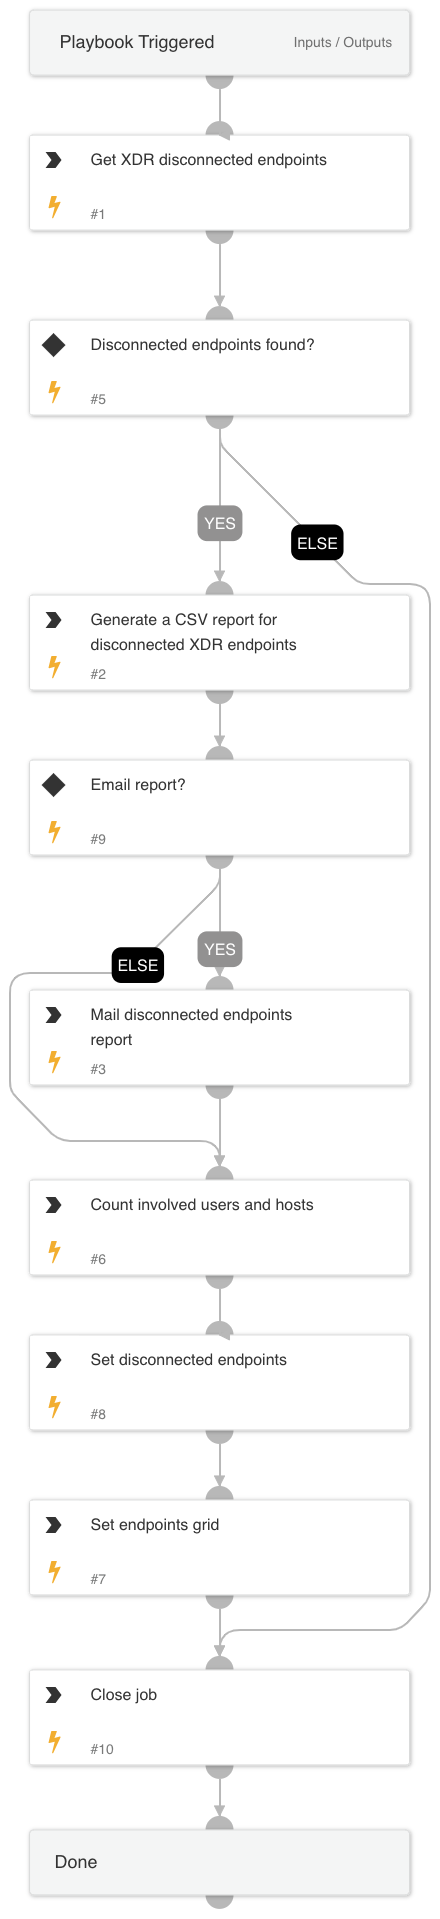 Playbook Triggered
Inputs / Outputs
Get XDR disconnected endpoints
#1
Disconnected endpoints found?
#5
YES
ELSE
Generate a CSV report for
disconnected XDR endpoints
#2
Email report?
#9
ELSE
YES
Mail disconnected endpoints
report
#3
Count involved users and hosts
#6
Set disconnected endpoints
#8
Set endpoints grid
#7
Close job
#10
Done